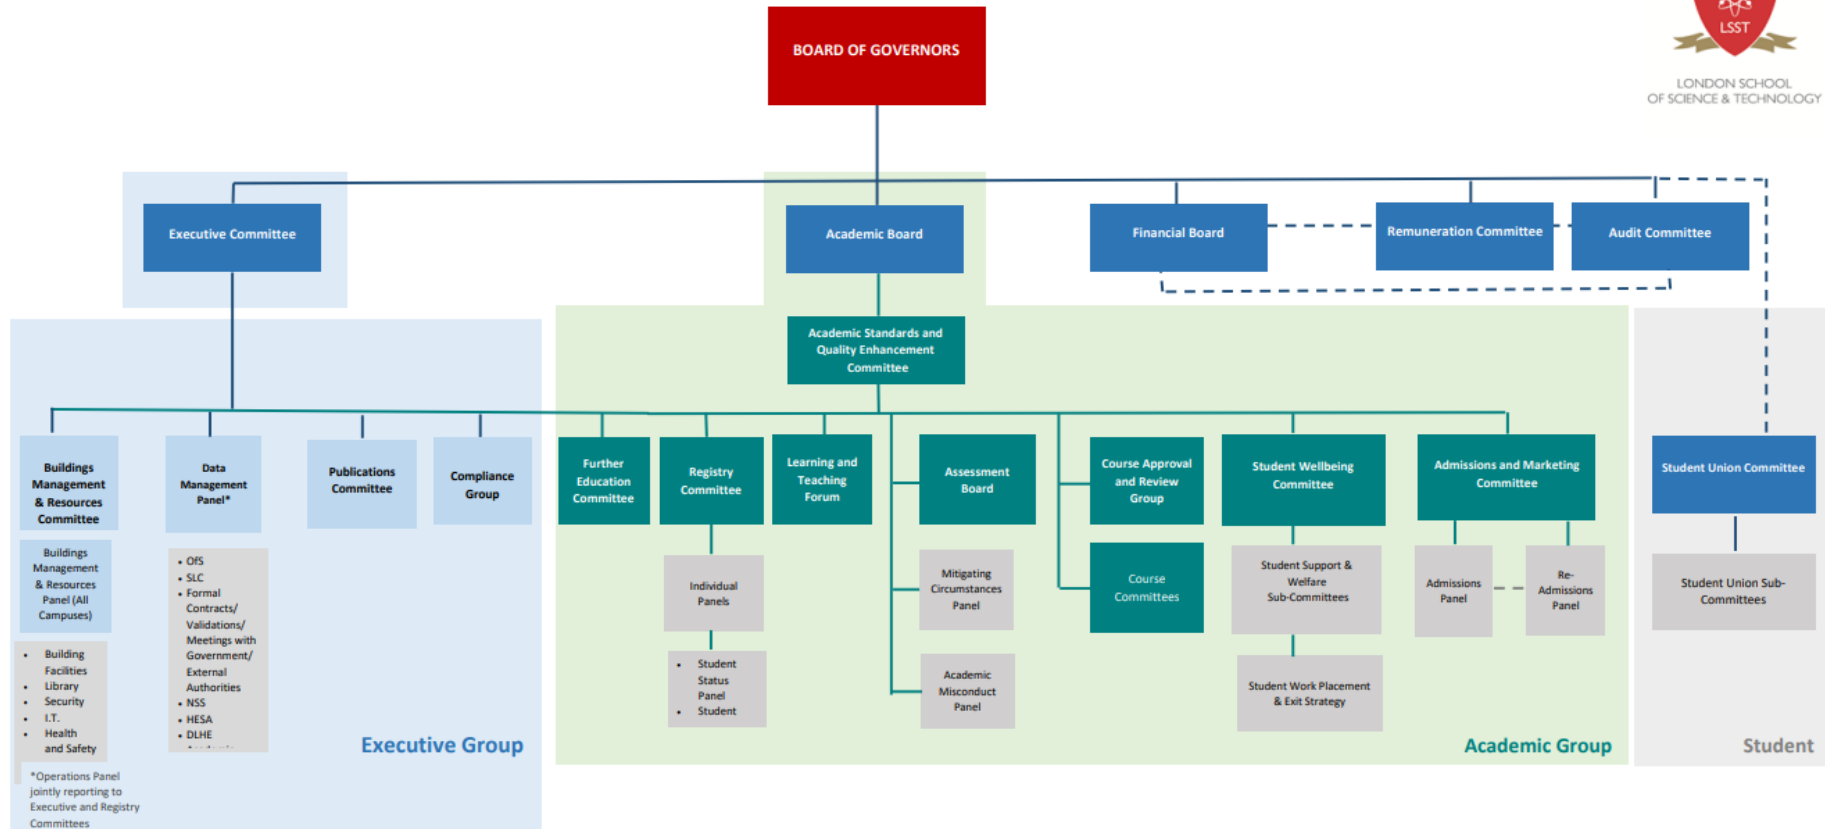 BOARD OF GOVERNORS
LSST
LONDON SCHOOL
OF SCIENCE & TECHNOLOGY
Executive Committee
Academic Board
Financial Board
Remuneration Committee
Audit Committee
Academic Standards and
Quality Enhancement
Committee
Buildings
Management
& Resources
Committee
Data
Management
Panel*
Publications
Committee
Compliance
Group
Further
Education
Committee
Registry
Committee
Learning and
Teaching
Forum
Assessment
Board
Course Approval
and Review
Group
Student Wellbeing
Committee
Admissions and Marketing
Committee
Student Union Committee
Buildings
Management
& Resources
Panel (All
Campuses)
• OfS
• SLC
• Formal
Contracts/
Validations/
Meetings with
Government/
External
Authorities
• NSS
• HESA
• DLHE
Individual
Panels
Mitigating
Circumstances
Panel
Course
Committees
Student Support &
Welfare
Sub-Committees
Admissions
Panel
Re-
Admissions
Panel
Student Union Sub-
Committees
• Building
Facilities
• Library
• Security
• I.T.
• Health
and Safety
• Student
Status
Panel
• Student
Academic
Misconduct
Panel
Student Work Placement
& Exit Strategy
Executive Group
Academic Group
Student
*Operations Panel
jointly reporting to
Executive and Registry
Committees